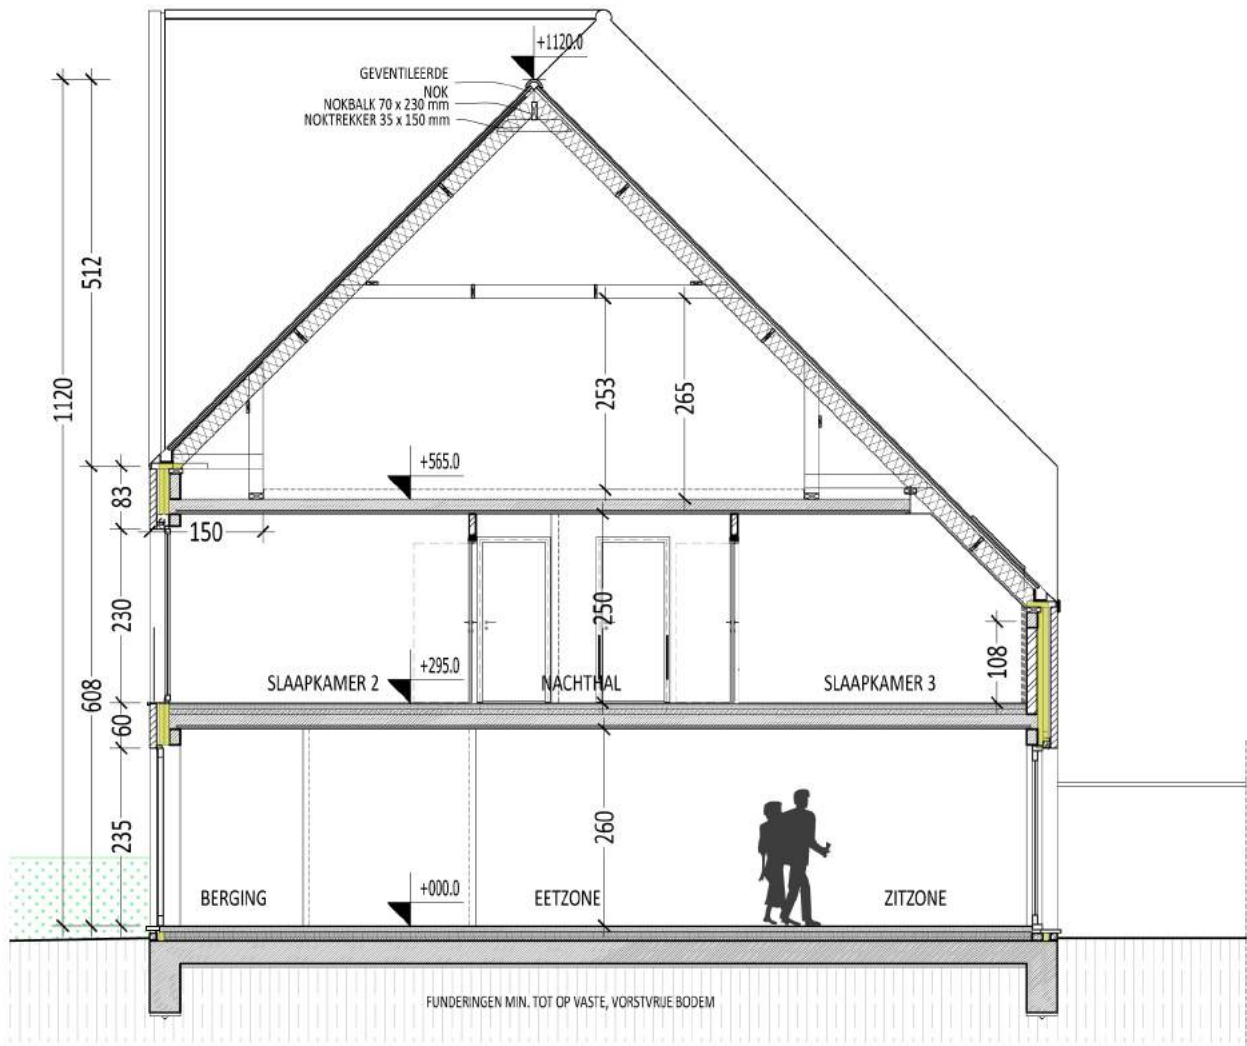 +1120.0
GEVENTILEERDE
NOK
NOKBALK 70 x 230 mm
NOKTREKKER 35 x 150 mm
512
1120
253
265
+565.0
83
150
230
250
108
+295.0
SLAAPKAMER 2
NACHTHAL
SLAAPKAMER 3
608
60
235
260
+000.0
BERGING
EETZONE
ZITZONE
FUNDERINGEN MIN. TOT OP VASTE, VORSTVRIJE BODEM